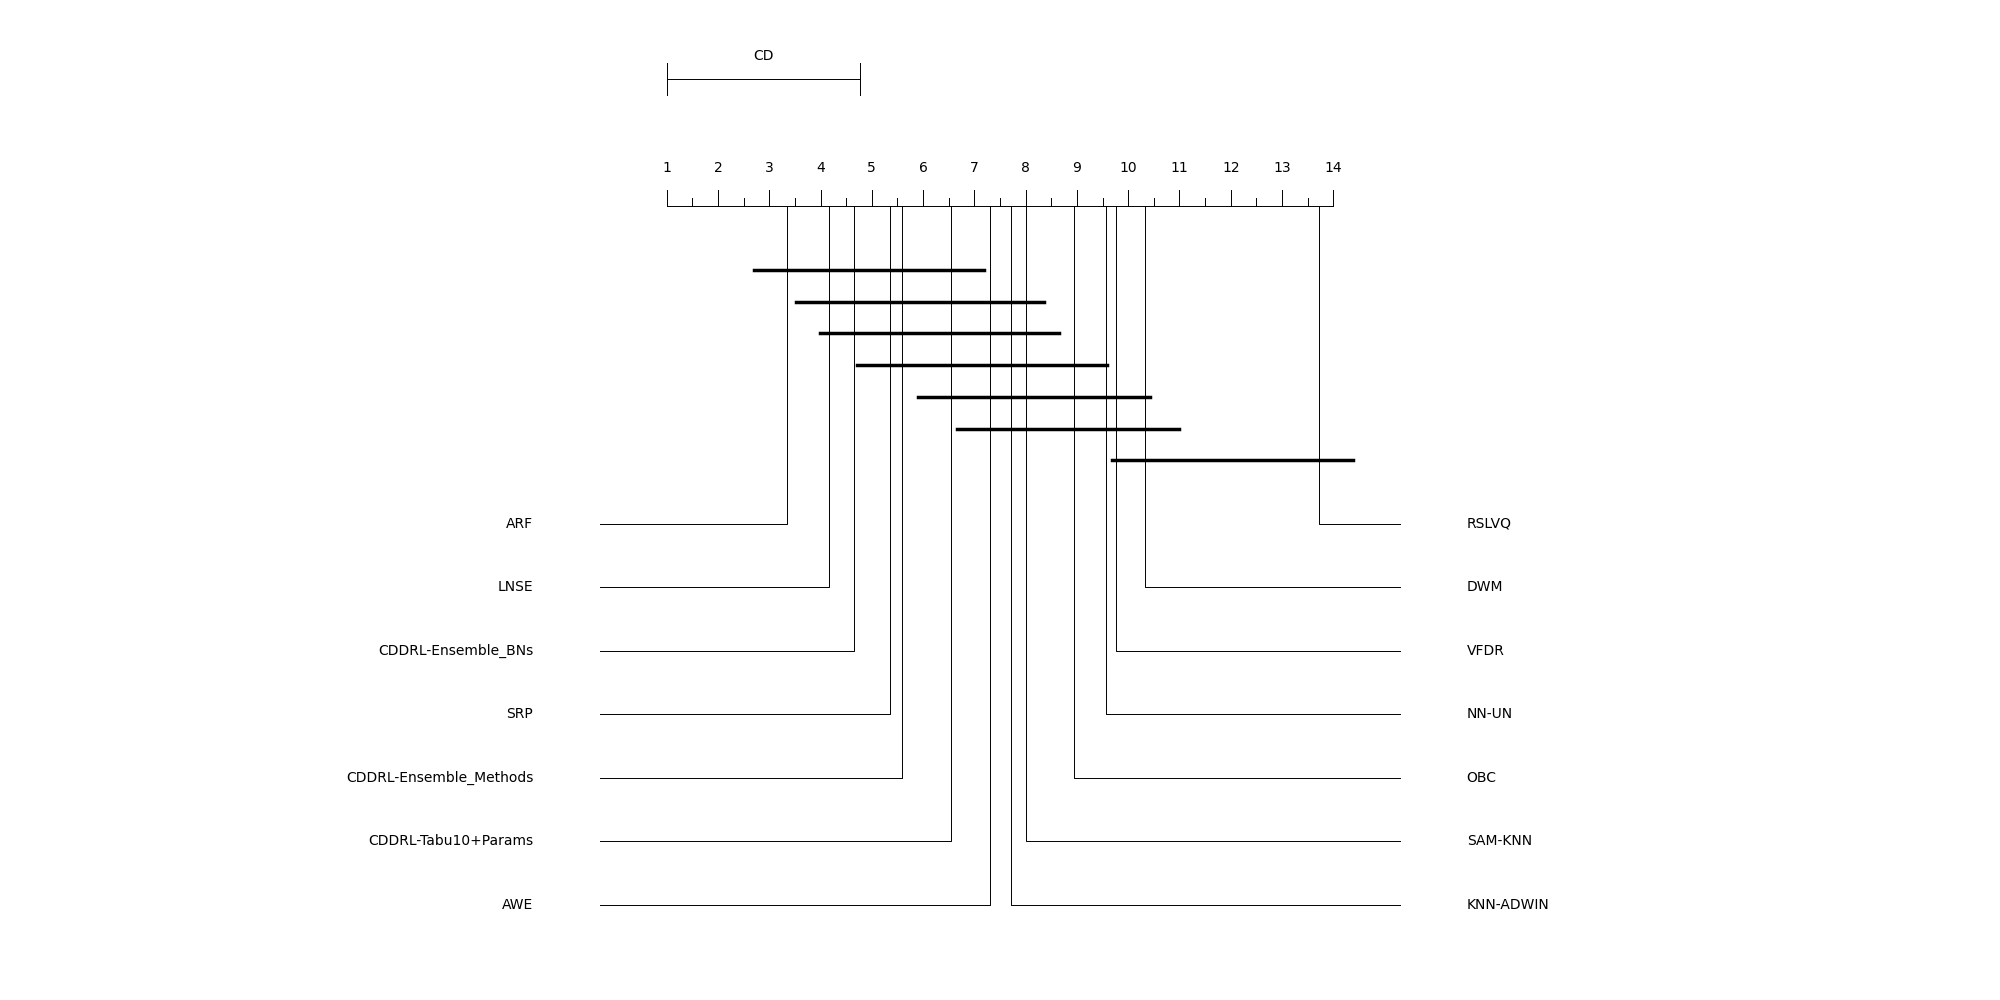 CD
1 2 3 4 5 6 7 8 9 10 11 12 13 14
ARF
RSLVQ
LNSE
DWM
CDDRL-Ensemble_BNs
VFDR
SRP
NN-UN
CDDRL-Ensemble_Methods
OBC
CDDRL-Tabu10+Params
SAM-KNN
AWE
KNN-ADWIN